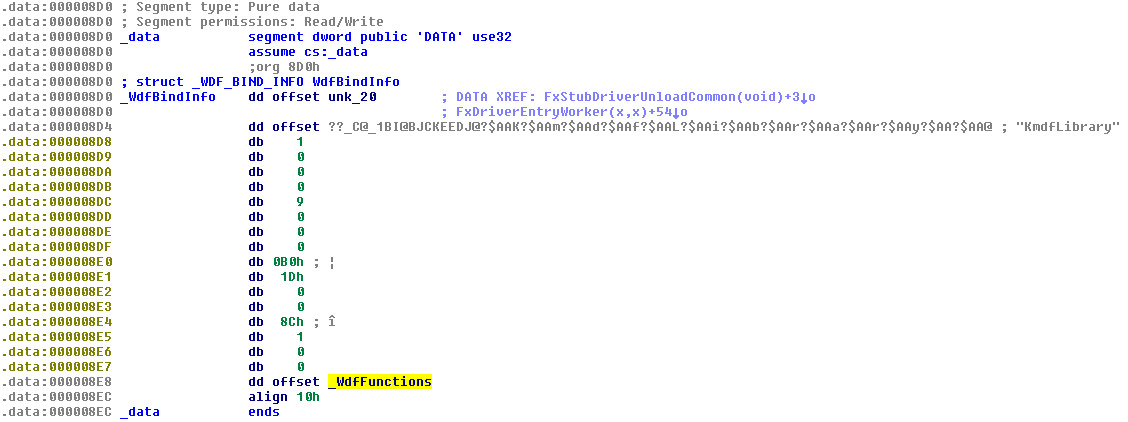 .data:000008D0 ; Segment type: Pure data
.data:000008D0 ; Segment permissions: Read/Write
.data:000008D0 _data segment dword public 'DATA' use32
.data:000008D0 assume cs:_data
.data:000008D0 ;org 8D0h
.data:000008D0 ; struct _WDF_BIND_INFO WdfBindInfo
.data:000008D0 _WdfBindInfo dd offset unk_20 ; DATA XREF: FxStubDriverUnloadCommon(void)+3↓o
.data:000008D0 ; FxDriverEntryWorker(x,x)+54↓o
.data:000008D4 dd offset ??_C@_1BI@BJCKEEDJ@?$AAK?$AAm?$AAd?$AAf?$AAL?$AAi?$AAb?$AAr?$AAa?$AAr?$AAy?$AA?$AA@ ; "KmdfLibrary"
.data:000008D8 db 1
.data:000008D9 db 0
.data:000008DA db 0
.data:000008DB db 0
.data:000008DC db 9
.data:000008DD db 0
.data:000008DE db 0
.data:000008DF db 0
.data:000008E0 db 0B0h ; ¦
.data:000008E1 db 1Dh
.data:000008E2 db 0
.data:000008E3 db 0
.data:000008E4 db 8Ch ; î
.data:000008E5 db 1
.data:000008E6 db 0
.data:000008E7 db 0
.data:000008E8 dd offset _WdfFunctions
.data:000008EC align 10h
.data:000008EC _data ends